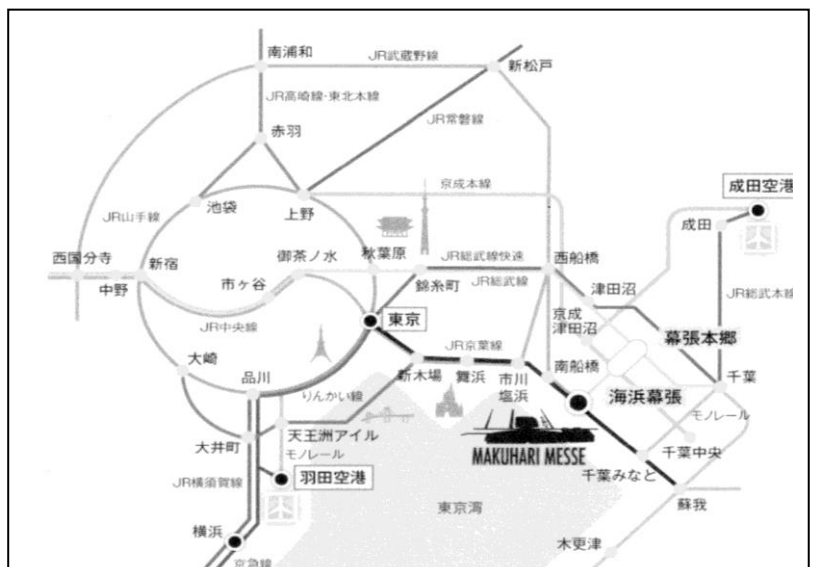 南浦和
JR武蔵野線
新松戸
JR高崎線・東北本線
赤羽
JR常磐線
京成本線
成田空港
JR山手線
池袋
上野
成田
西国分寺
新宿
御茶ノ水
秋葉原
JR総武線快速
西船橋
中野
市ヶ谷
錦糸町
JR総武線
津田沼
JR総武本線
JR中央線
東京
京成
津田沼
幕張本郷
大崎
JR京葉線
品川
新木場
舞浜
市川
塩浜
南船橋
千葉
りんかい線
海浜幕張
モノレール
大井町
天王洲アイル
モノレール
MAKUHARI MESSE
千葉中央
千葉みなと
JR横須賀線
羽田空港
蘇我
東京湾
横浜
木更津
京急線